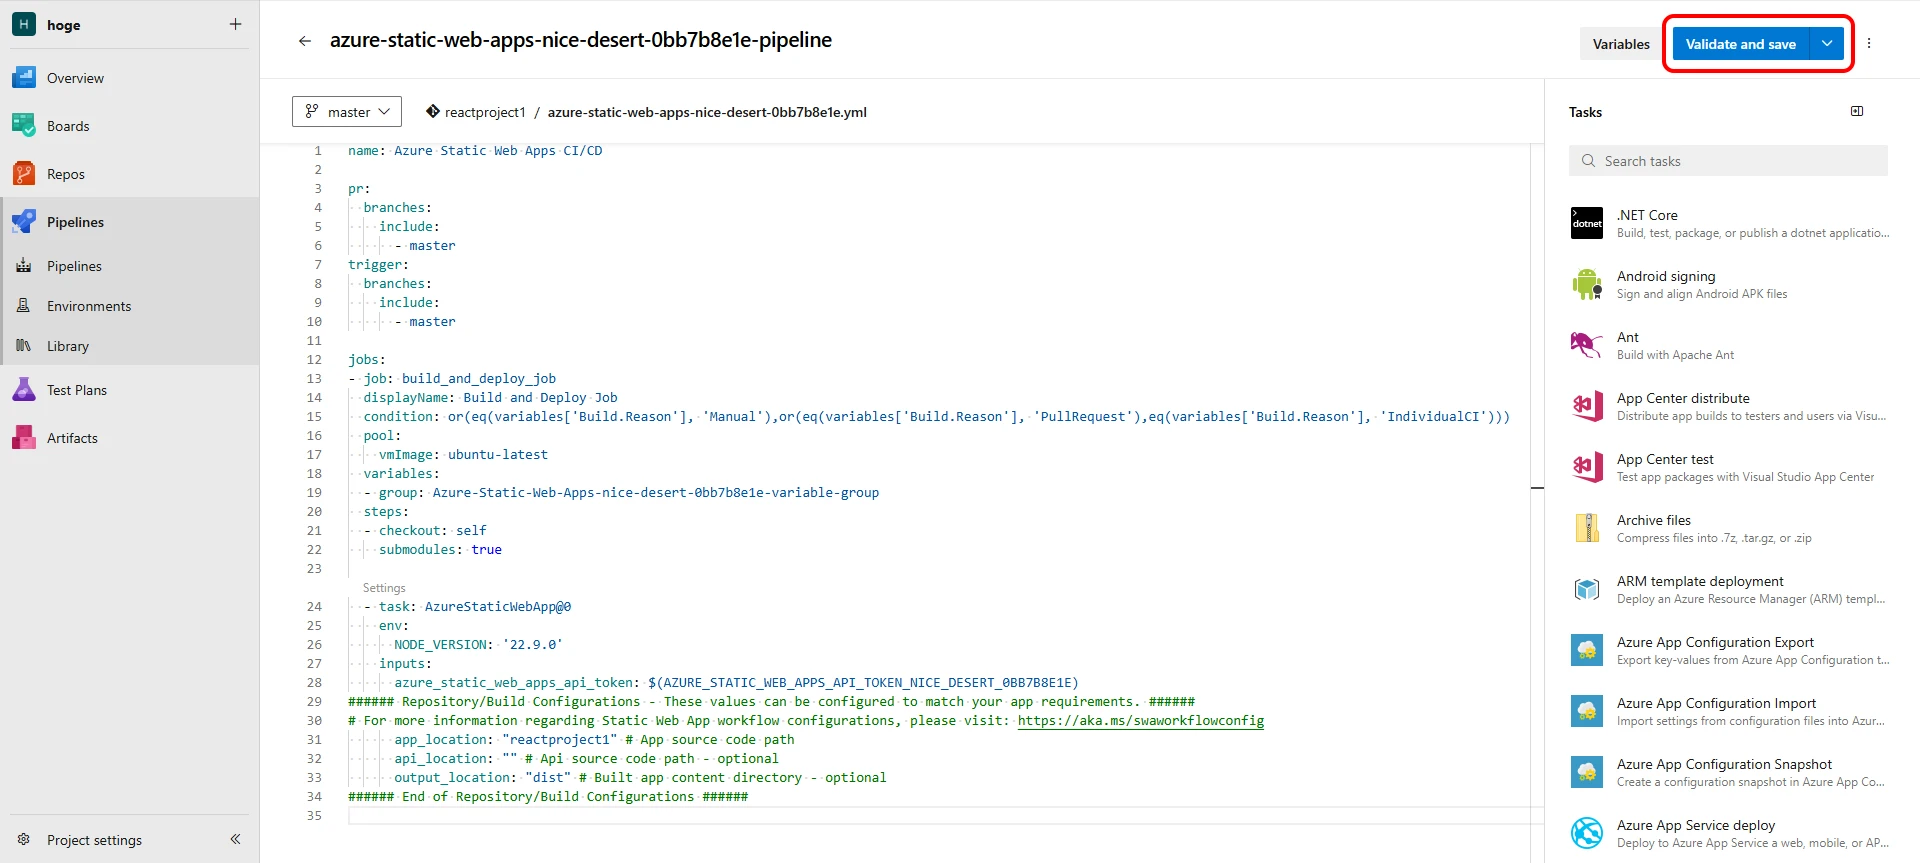 H hoge +
Overview
Boards
Repos
Pipelines
Pipelines
Environments
Library
Test Plans
Artifacts
Project settings
azure-static-web-apps-nice-desert-0bb7b8e1e-pipeline
Variables
Validate and save
master
reactproject1 / azure-static-web-apps-nice-desert-0bb7b8e1e.yml
1 name: Azure Static Web Apps CI/CD
2
3 pr:
4 branches:
5 include:
6 - master
7 trigger:
8 branches:
9 include:
10 - master
11
12 jobs:
13 - job: build_and_deploy_job
14 displayName: Build and Deploy Job
15 condition: or(eq(variables['Build.Reason'], 'Manual'),or(eq(variables['Build.Reason'], 'PullRequest'),eq(variables['Build.Reason'], 'IndividualCI')))
16 pool:
17 vmImage: ubuntu-latest
18 variables:
19 - group: Azure-Static-Web-Apps-nice-desert-0bb7b8e1e-variable-group
20 steps:
21 - checkout: self
22 submodules: true
23
Settings
24 - task: AzureStaticWebApp@0
25 env:
26 NODE_VERSION: '22.9.0'
27 inputs:
28 azure_static_web_apps_api_token: $(AZURE_STATIC_WEB_APPS_API_TOKEN_NICE_DESERT_0BB7B8E1E)
29 ###### Repository/Build Configurations - These values can be configured to match your app requirements. ######
30 # For more information regarding Static Web App workflow configurations, please visit: https://aka.ms/swaworkflowconfig
31 app_location: "reactproject1" # App source code path
32 api_location: "" # Api source code path - optional
33 output_location: "dist" # Built app content directory - optional
34 ###### End of Repository/Build Configurations ######
35
Tasks
Search tasks
dotnet
.NET Core
Build, test, package, or publish a dotnet applicatio...
Android signing
Sign and align Android APK files
Ant
Build with Apache Ant
App Center distribute
Distribute app builds to testers and users via Visu...
App Center test
Test app packages with Visual Studio App Center
Archive files
Compress files into .7z, .tar.gz, or .zip
ARM template deployment
Deploy an Azure Resource Manager (ARM) templ...
Azure App Configuration Export
Export key-values from Azure App Configuration t...
Azure App Configuration Import
Import settings from configuration files into Azur...
Azure App Configuration Snapshot
Create a configuration snapshot in Azure App Co...
Azure App Service deploy
Deploy to Azure App Service a web, mobile, or AP...